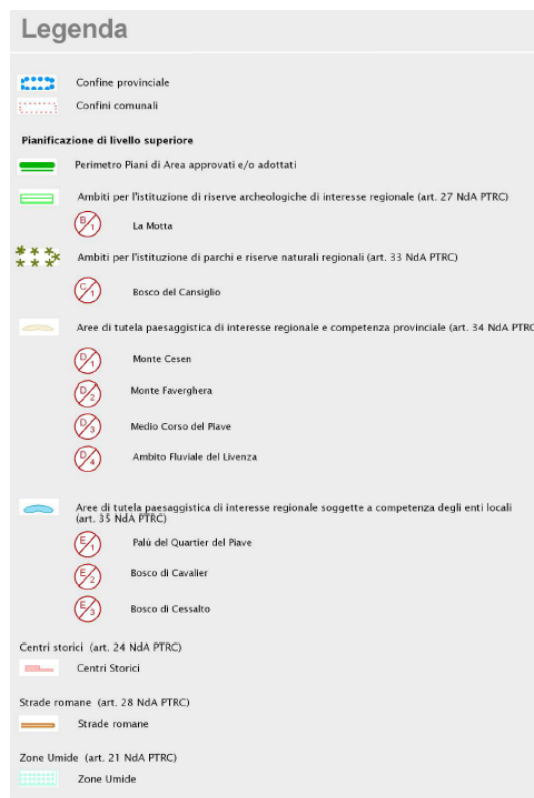 Legenda
Confine provinciale
Confini comunali
Pianificazione di livello superiore
Perimetro Piani di Area approvati e/o adottati
Ambiti per l'istituzione di riserve archeologiche di interesse regionale (art. 27 NdA PTRC)
B/1 La Motta
Ambiti per l'istituzione di parchi e riserve naturali regionali (art. 33 NdA PTRC)
C/1 Bosco del Cansiglio
Aree di tutela paesaggistica di interesse regionale e competenza provinciale (art. 34 NdA PTRC
D/1 Monte Cesen
D/2 Monte Faverghera
D/3 Medio Corso del Piave
D/4 Ambito Fluviale del Livenza
Aree di tutela paesaggistica di interesse regionale soggette a competenza degli enti locali
(art. 35 NdA PTRC)
E/1 Palù del Quartier del Piave
E/2 Bosco di Cavalier
E/3 Bosco di Cessalto
Centri storici (art. 24 NdA PTRC)
Centri Storici
Strade romane (art. 28 NdA PTRC)
Strade romane
Zone Umide (art. 21 NdA PTRC)
Zone Umide